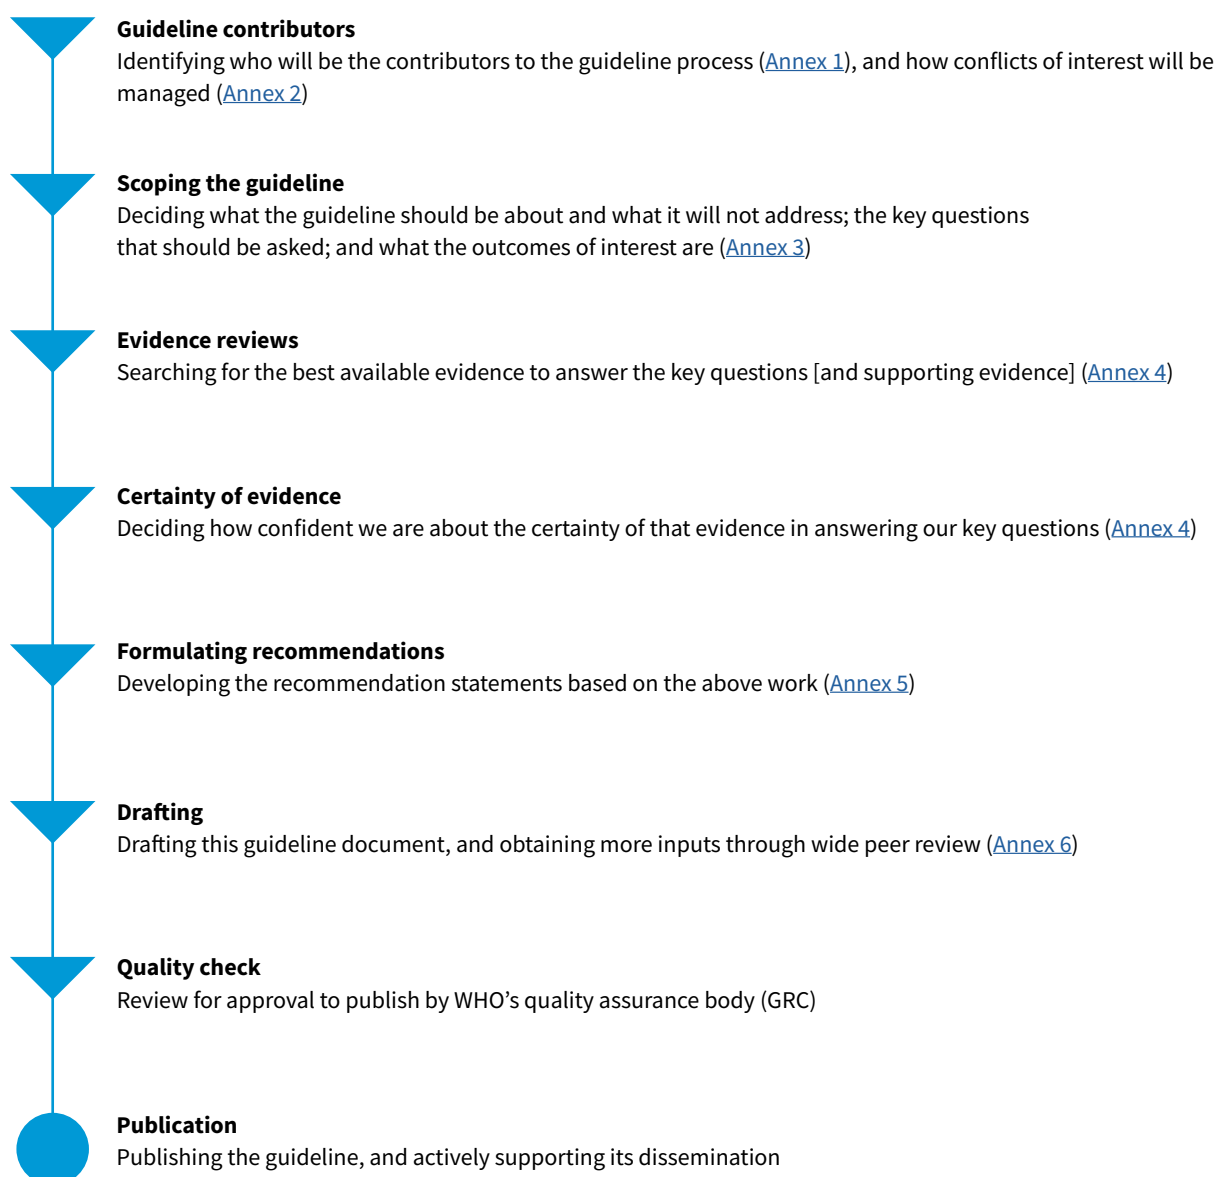 Guideline contributors
Identifying who will be the contributors to the guideline process (Annex 1), and how conflicts of interest will be
managed (Annex 2)
Scoping the guideline
Deciding what the guideline should be about and what it will not address; the key questions
that should be asked; and what the outcomes of interest are (Annex 3)
Evidence reviews
Searching for the best available evidence to answer the key questions [and supporting evidence] (Annex 4)
Certainty of evidence
Deciding how confident we are about the certainty of that evidence in answering our key questions (Annex 4)
Formulating recommendations
Developing the recommendation statements based on the above work (Annex 5)
Drafting
Drafting this guideline document, and obtaining more inputs through wide peer review (Annex 6)
Quality check
Review for approval to publish by WHO’s quality assurance body (GRC)
Publication
Publishing the guideline, and actively supporting its dissemination